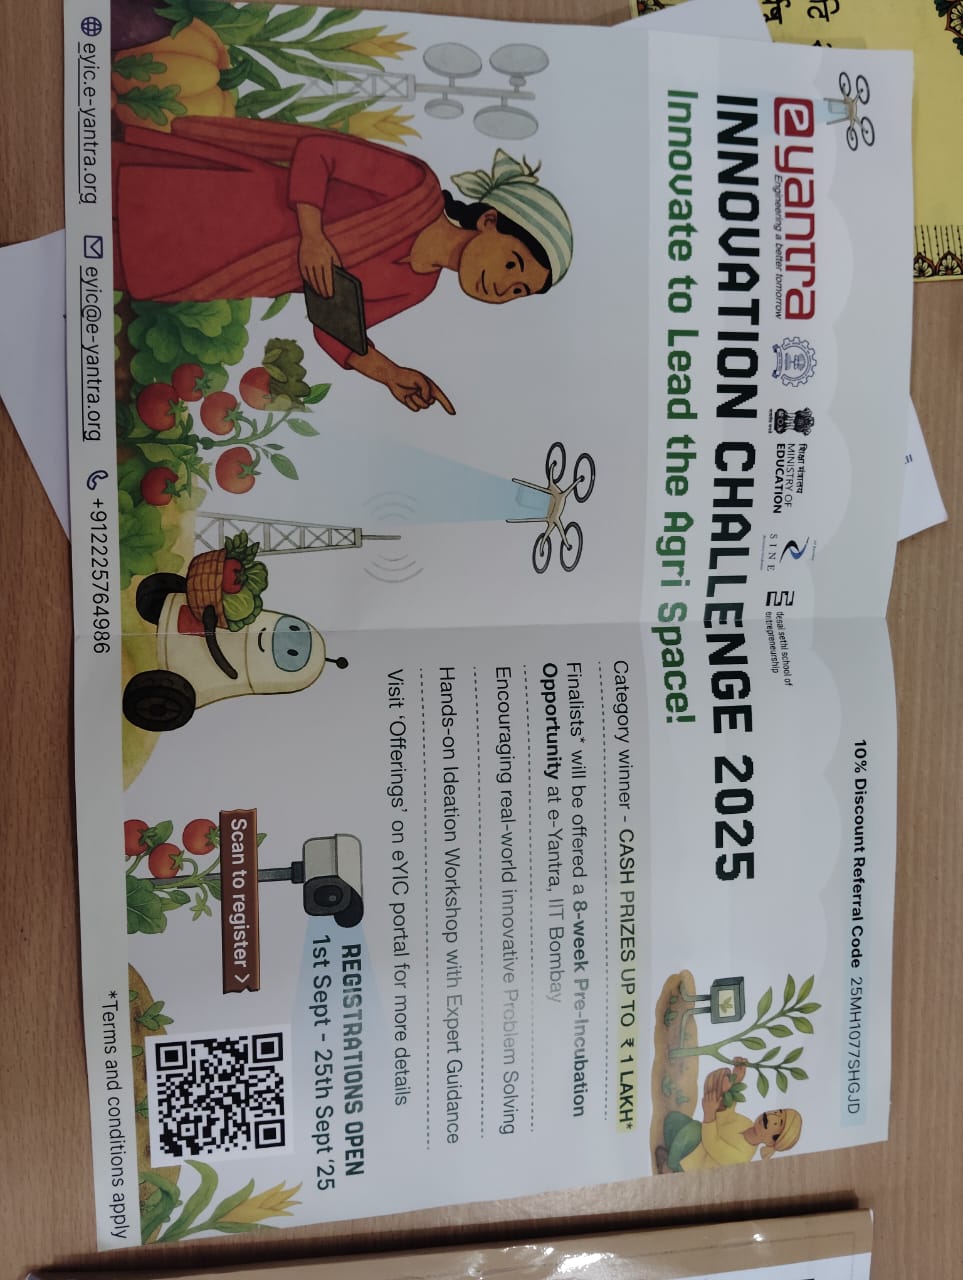 10% Discount Referral Code 25MH1077SHGJD
eyantra
Engineering a better tomorrow
शिक्षा मंत्रालय
MINISTRY OF
EDUCATION
SINE
desai sethi school of
entrepreneurship
INNOVATION CHALLENGE 2025
Innovate to Lead the Agri Space!
Category winner - CASH PRIZES UP TO ₹ 1 LAKH*
Finalists* will be offered a 8-week Pre-Incubation
Opportunity at e-Yantra, IIT Bombay
Encouraging real-world innovative Problem Solving
Hands-on Ideation Workshop with Expert Guidance
Visit ‘Offerings’ on eYIC portal for more details
REGISTRATIONS OPEN
1st Sept - 25th Sept ‘25
Scan to register >
*Terms and conditions apply
eyic.e-yantra.org
eyic@e-yantra.org
+912225764986